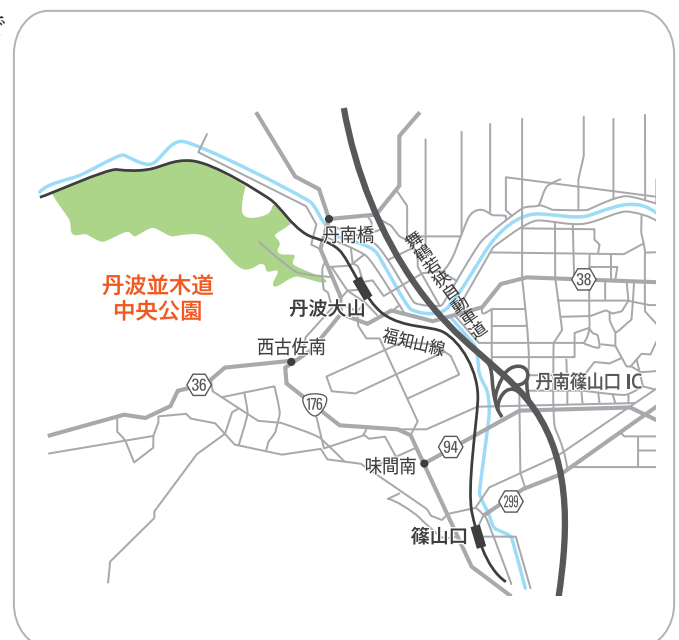 で
丹南橋
舞鶴若狭自動車道
38
丹波並木道
中央公園
丹波大山
福知山線
西古佐南
36
176
丹南篠山口 IC
味間南
94
299
篠山口